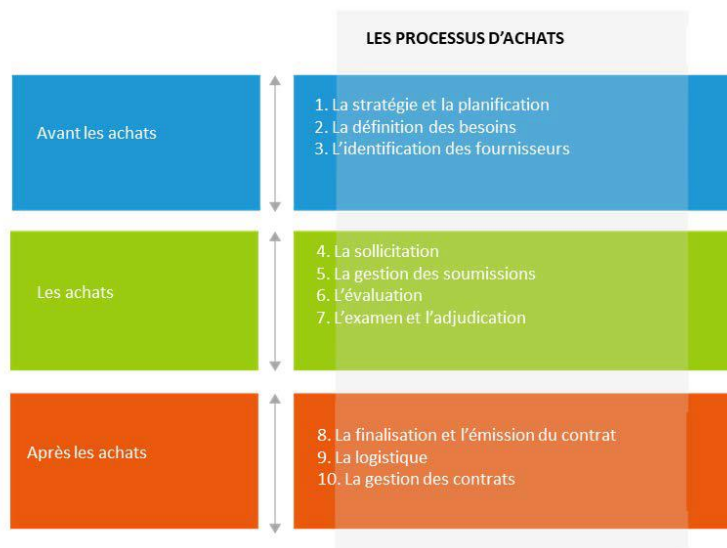 LES PROCESSUS D'ACHATS
Avant les achats
1. La stratégie et la planification
2. La définition des besoins
3. L'identification des fournisseurs
Les achats
4. La sollicitation
5. La gestion des soumissions
6. L'évaluation
7. L'examen et l'adjudication
Après les achats
8. La finalisation et l'émission du contrat
9. La logistique
10. La gestion des contrats